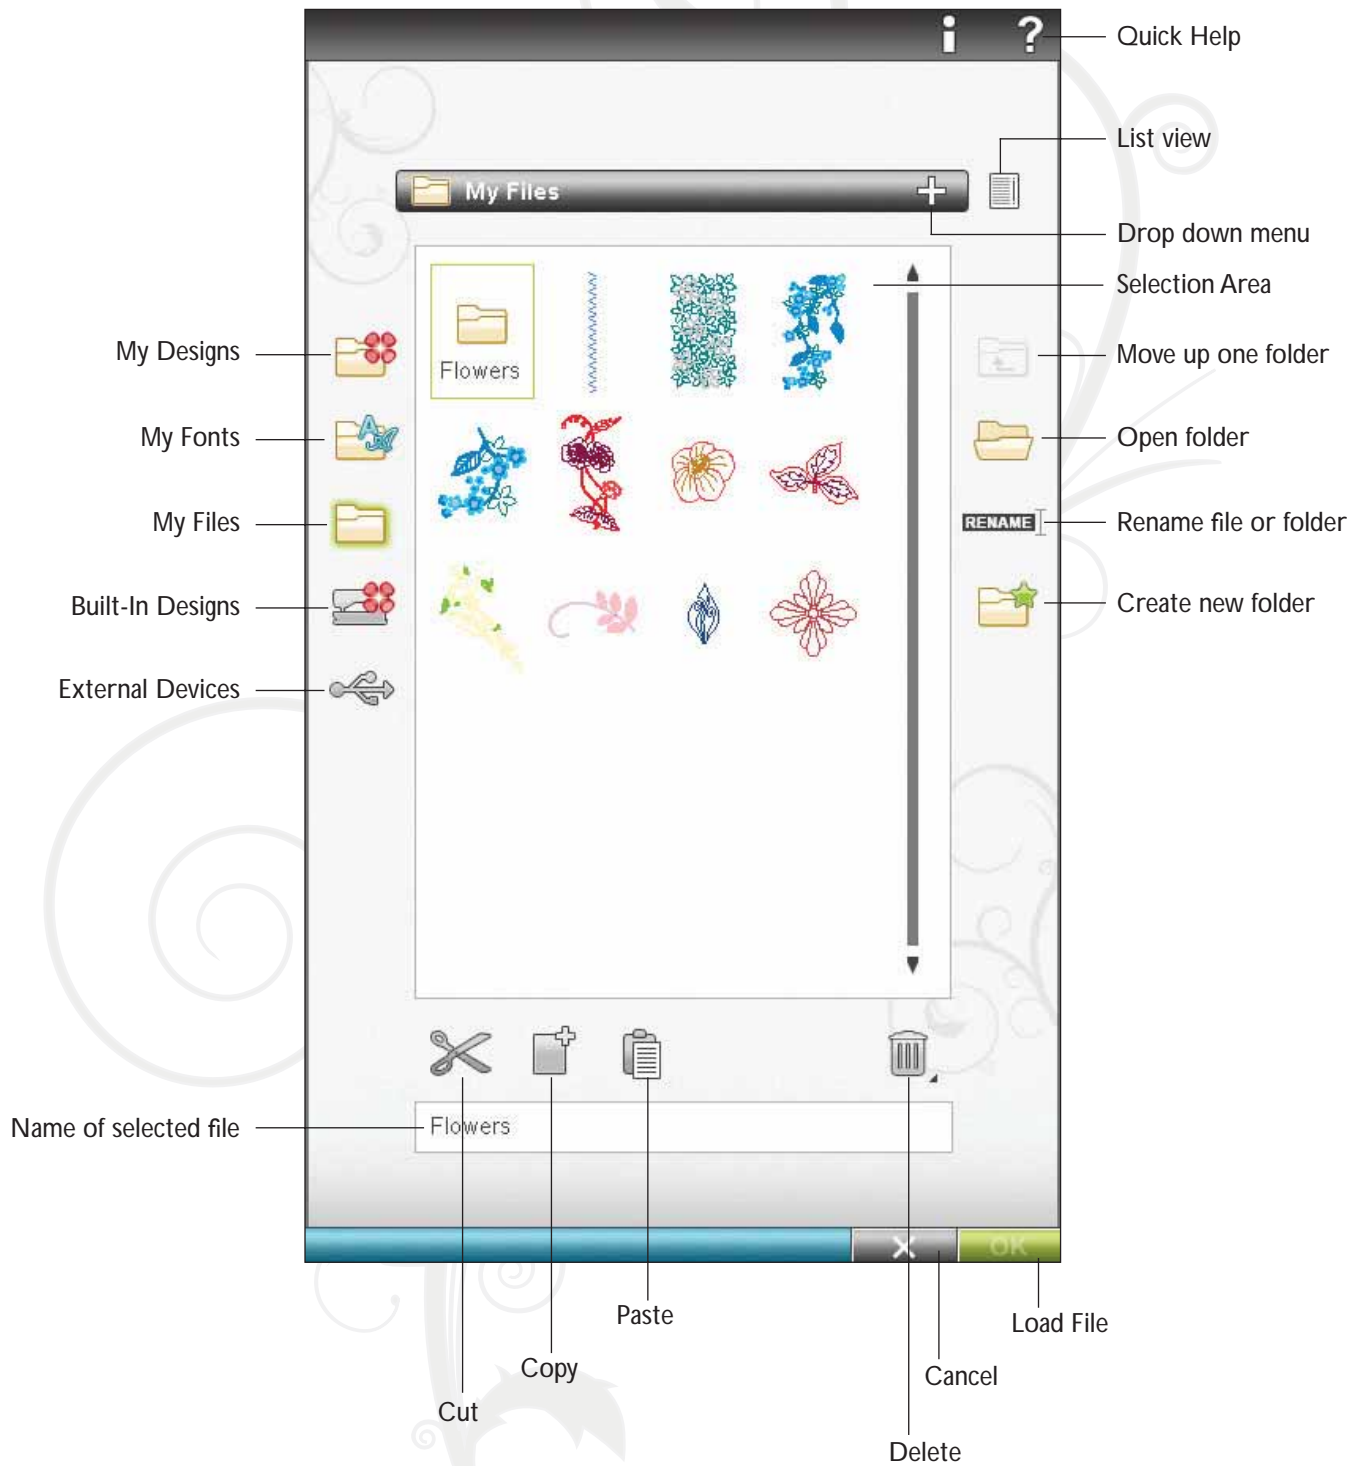 Quick Help
List view
My Files
Drop down menu
Selection Area
Flowers
My Designs
Move up one folder
My Fonts
Open folder
My Files
RENAME
Rename file or folder
Built-In Designs
Create new folder
External Devices
Name of selected file
Flowers
OK
Paste
Load File
Copy
Cancel
Cut
Delete